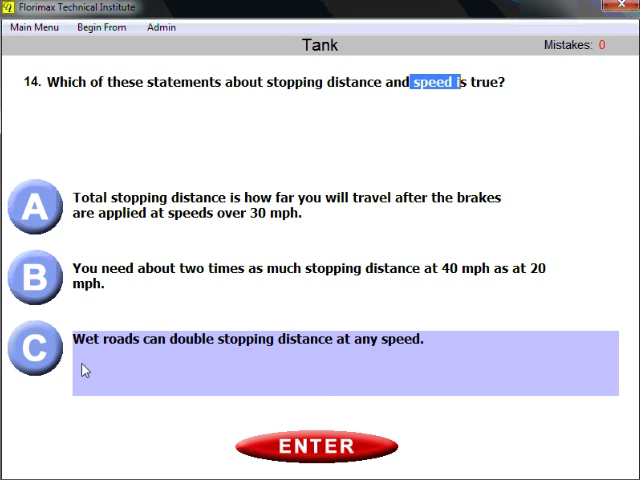 Florimax Technical Institute
Main Menu Begin From Admin
Tank Mistakes: 0
14. Which of these statements about stopping distance and speed is true?
A Total stopping distance is how far you will travel after the brakes
are applied at speeds over 30 mph.
B You need about two times as much stopping distance at 40 mph as at 20
mph.
C Wet roads can double stopping distance at any speed.
ENTER